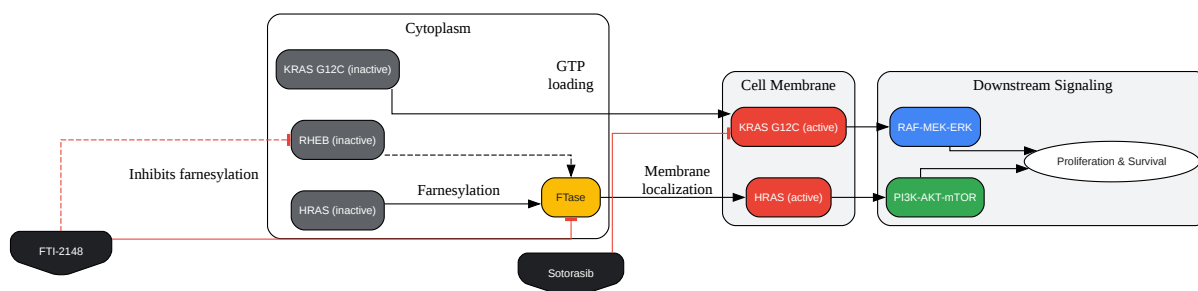 Cytoplasm
KRAS G12C (inactive)
GTP
loading
Cell Membrane
Downstream Signaling
KRAS G12C (active)
RAF-MEK-ERK
RHEB (inactive)
Inhibits farnesylation
Proliferation & Survival
Membrane
localization
Farnesylation
HRAS (inactive)
FTase
HRAS (active)
PI3K-AKT-mTOR
FTI-2148
Sotorasib